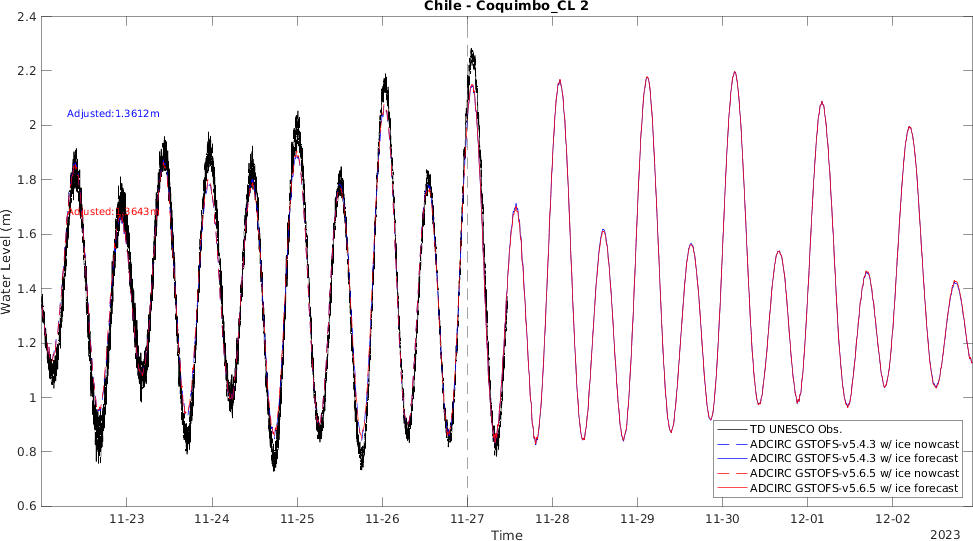 Chile - Coquimbo_CL 2
2.4
2.2
2
1.8
1.6
1.4
1.2
1
0.8
0.6
Water Level (m)
Adjusted:1.3612m
Adjusted:1.3643m
TD UNESCO Obs.
ADCIRC GSTOFS-v5.4.3 w/ ice nowcast
ADCIRC GSTOFS-v5.4.3 w/ ice forecast
ADCIRC GSTOFS-v5.6.5 w/ ice nowcast
ADCIRC GSTOFS-v5.6.5 w/ ice forecast
11-23 11-24 11-25 11-26 11-27 11-28 11-29 11-30 12-01 12-02
Time
2023